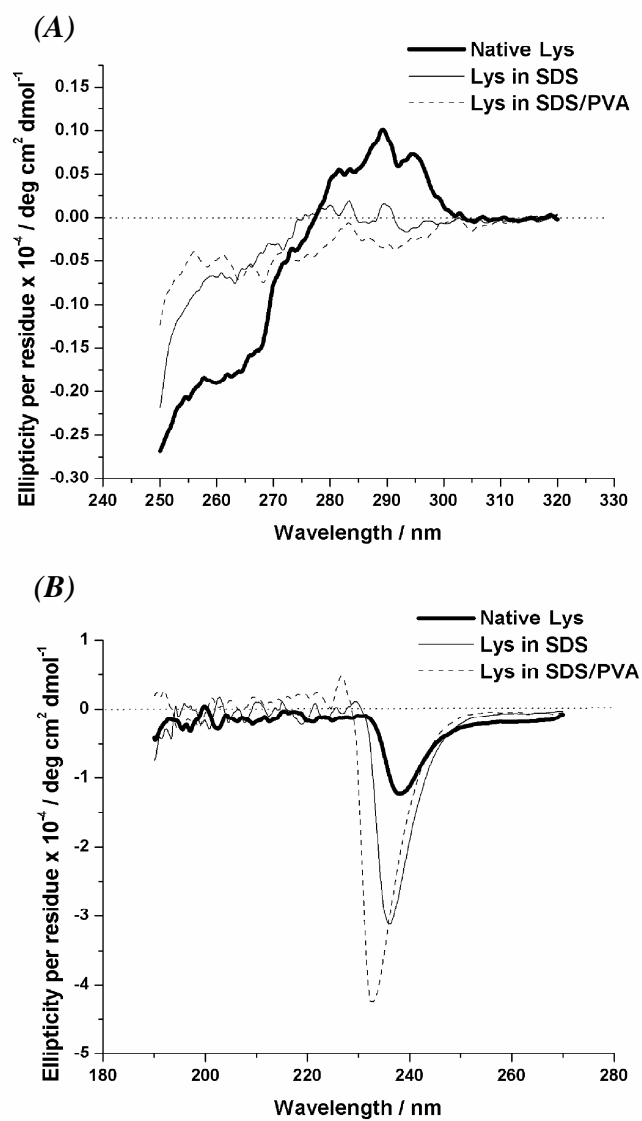 (A)
Native Lys
Lys in SDS
Lys in SDS/PVA
Ellipticity per residue x 10⁻⁴ / deg cm² dmol⁻¹
0.15
0.10
0.05
0.00
-0.05
-0.10
-0.15
-0.20
-0.25
-0.30
240 250 260 270 280 290 300 310 320 330
Wavelength / nm
(B)
Native Lys
Lys in SDS
Lys in SDS/PVA
Ellipticity per residue x 10⁻⁴ / deg cm² dmol⁻¹
1
0
-1
-2
-3
-4
-5
180 200 220 240 260 280
Wavelength / nm